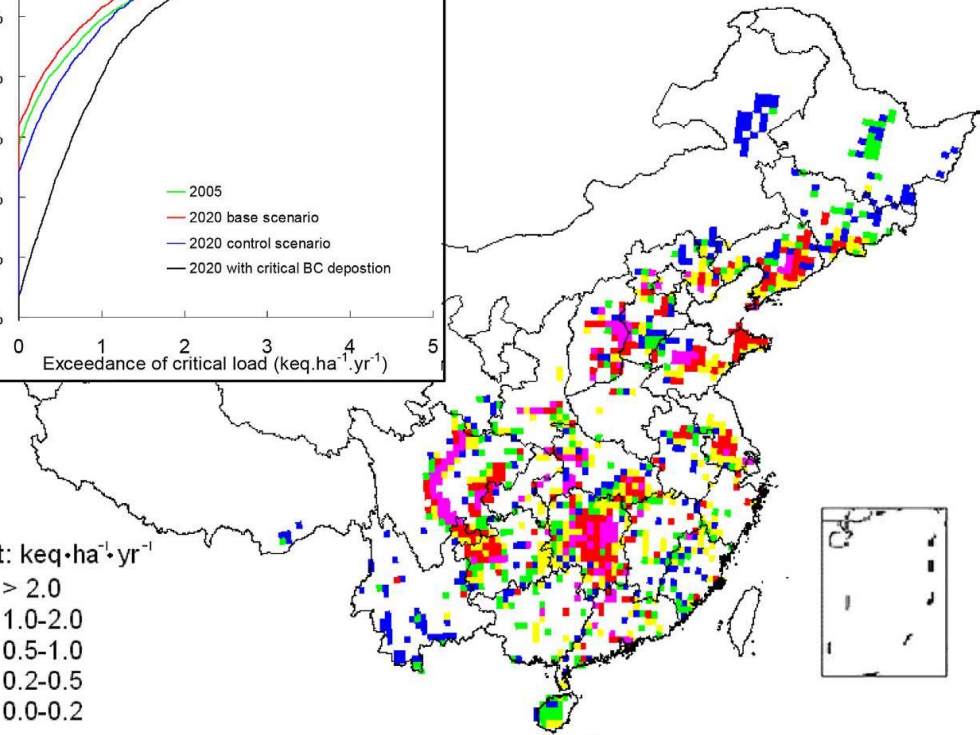 %
%
%
%
%
%
2005
2020 base scenario
2020 control scenario
2020 with critical BC depostion
0 1 2 3 4 5
Exceedance of critical load (keq.ha⁻¹.yr⁻¹)
t: keq•ha⁻¹•yr⁻¹
> 2.0
1.0-2.0
0.5-1.0
0.2-0.5
0.0-0.2